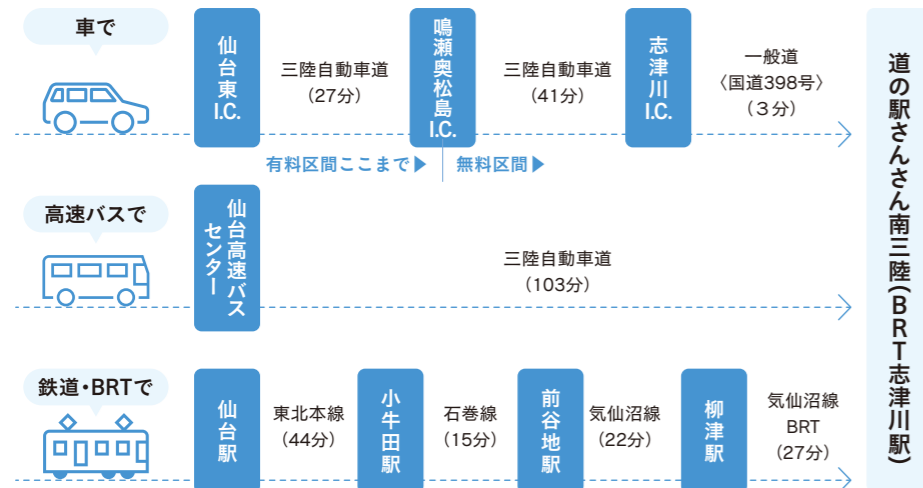 車で
仙台東I.C.
三陸自動車道
(27分)
鳴瀬奥松島I.C.
三陸自動車道
(41分)
志津川I.C.
一般道
〈国道398号〉
(3分)
有料区間ここまで▶
無料区間▶
高速バスで
仙台高速バス
センター
三陸自動車道
(103分)
鉄道・BRTで
仙台駅
東北本線
(44分)
小牛田駅
石巻線
(15分)
前谷地駅
気仙沼線
(22分)
柳津駅
気仙沼線
BRT
(27分)
道の駅さんさん南三陸(BRT志津川駅)